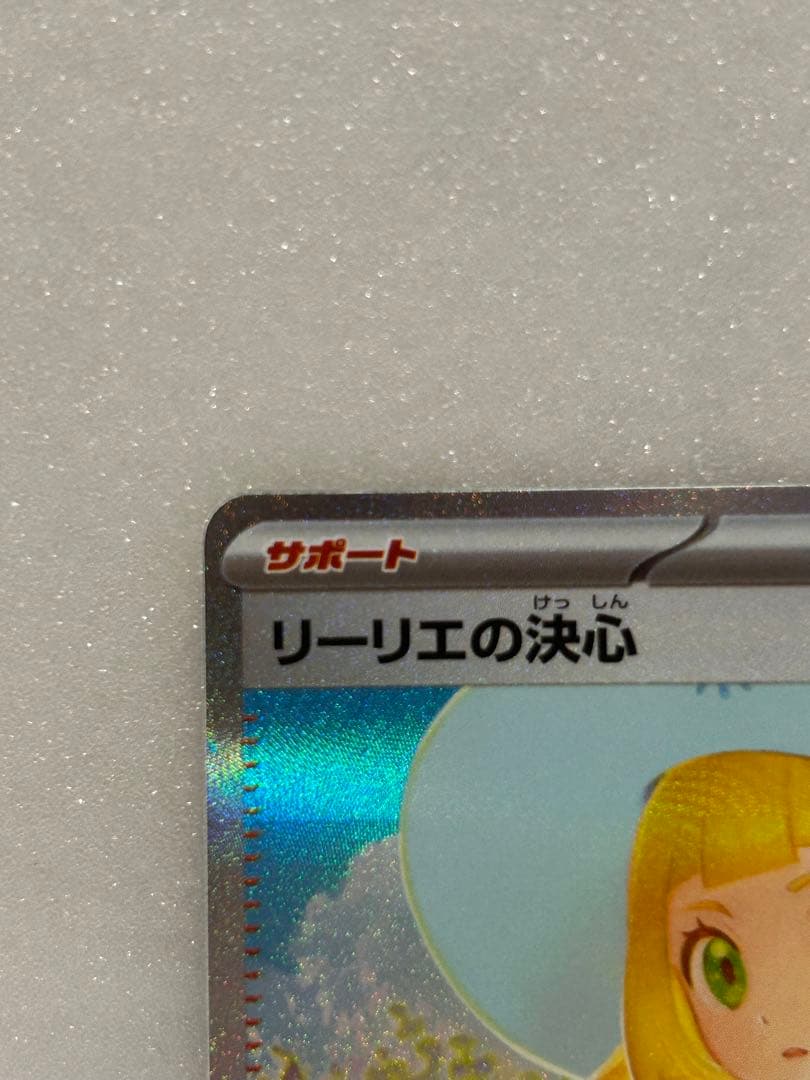 サポート
けっ しん
リーリエの決心